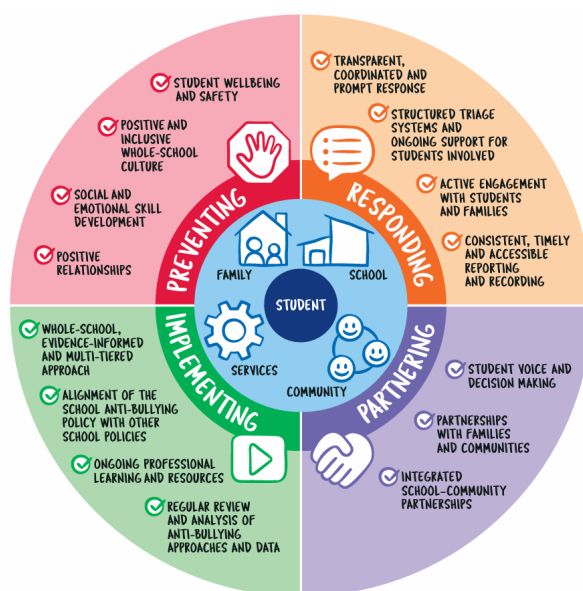 STUDENT WELLBEING
AND SAFETY
POSITIVE AND
INCLUSIVE
WHOLE-SCHOOL
CULTURE
SOCIAL AND
EMOTIONAL SKILL
DEVELOPMENT
POSITIVE
RELATIONSHIPS
PREVENTING
TRANSPARENT,
COORDINATED AND
PROMPT RESPONSE
STRUCTURED TRIAGE
SYSTEMS AND
ONGOING SUPPORT FOR
STUDENTS INVOLVED
ACTIVE ENGAGEMENT
WITH STUDENTS
AND FAMILIES
CONSISTENT, TIMELY
AND ACCESSIBLE
REPORTING
AND RECORDING
RESPONDING
FAMILY
SCHOOL
STUDENT
SERVICES
COMMUNITY
WHOLE-SCHOOL,
EVIDENCE-INFORMED
AND MULTI-TIERED
APPROACH
ALIGNMENT OF THE
SCHOOL ANTI-BULLYING
POLICY WITH OTHER
SCHOOL POLICIES
ONGOING PROFESSIONAL
LEARNING AND RESOURCES
REGULAR REVIEW
AND ANALYSIS OF
ANTI-BULLYING
APPROACHES AND DATA
IMPLEMENTING
STUDENT VOICE AND
DECISION MAKING
PARTNERSHIPS
WITH FAMILIES
AND COMMUNITIES
INTEGRATED
SCHOOL-COMMUNITY
PARTNERSHIPS
PARTNERING